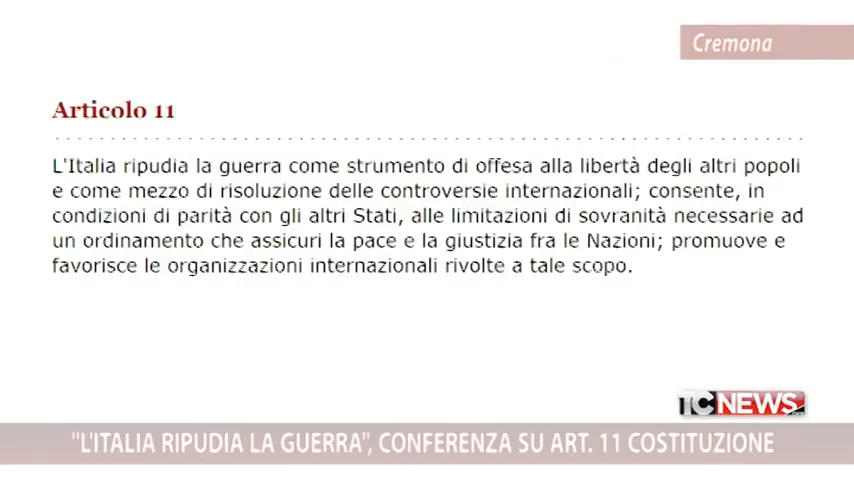 Cremona
Articolo 11
L'Italia ripudia la guerra come strumento di offesa alla libertà degli altri popoli
e come mezzo di risoluzione delle controversie internazionali; consente, in
condizioni di parità con gli altri Stati, alle limitazioni di sovranità necessarie ad
un ordinamento che assicuri la pace e la giustizia fra le Nazioni; promuove e
favorisce le organizzazioni internazionali rivolte a tale scopo.
TCNEWS
"L'ITALIA RIPUDIA LA GUERRA", CONFERENZA SU ART. 11 COSTITUZIONE